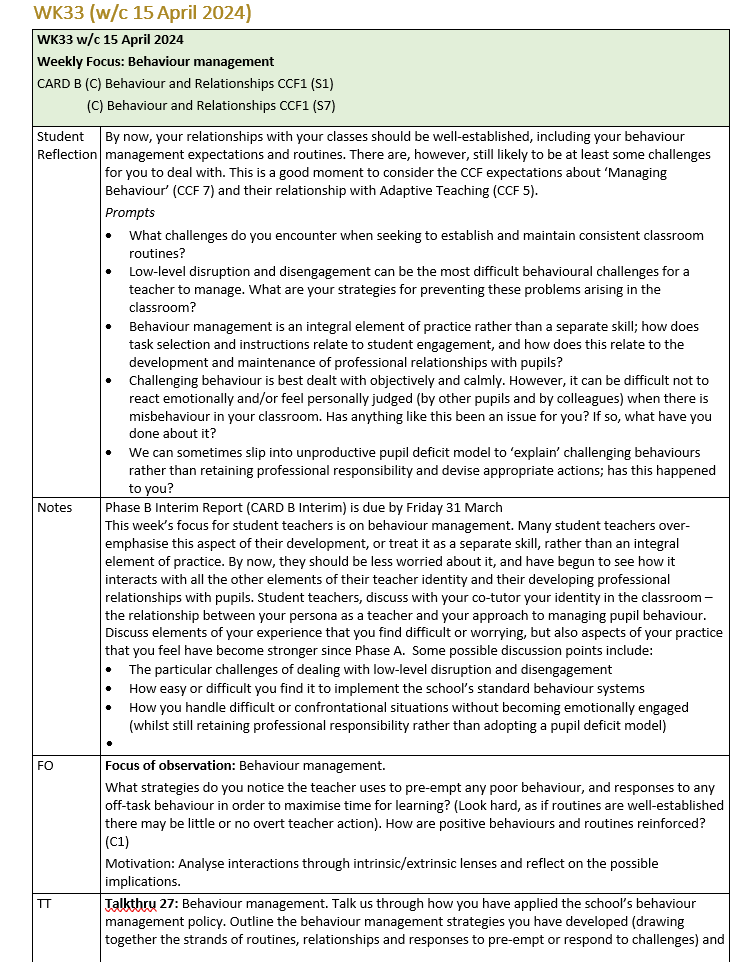 WK33 (w/c 15 April 2024)
WK33 w/c 15 April 2024
Weekly Focus: Behaviour management
CARD B (C) Behaviour and Relationships CCF1 (S1)
(C) Behaviour and Relationships CCF1 (S7)
Student
Reflection
By now, your relationships with your classes should be well-established, including your behaviour
management expectations and routines. There are, however, still likely to be at least some challenges
for you to deal with. This is a good moment to consider the CCF expectations about ‘Managing
Behaviour’ (CCF 7) and their relationship with Adaptive Teaching (CCF 5).
Prompts
• What challenges do you encounter when seeking to establish and maintain consistent classroom
routines?
• Low-level disruption and disengagement can be the most difficult behavioural challenges for a
teacher to manage. What are your strategies for preventing these problems arising in the
classroom?
• Behaviour management is an integral element of practice rather than a separate skill; how does
task selection and instructions relate to student engagement, and how does this relate to the
development and maintenance of professional relationships with pupils?
• Challenging behaviour is best dealt with objectively and calmly. However, it can be difficult not to
react emotionally and/or feel personally judged (by other pupils and by colleagues) when there is
misbehaviour in your classroom. Has anything like this been an issue for you? If so, what have you
done about it?
• We can sometimes slip into unproductive pupil deficit model to ‘explain’ challenging behaviours
rather than retaining professional responsibility and devise appropriate actions; has this happened
to you?
Notes
Phase B Interim Report (CARD B Interim) is due by Friday 31 March
This week’s focus for student teachers is on behaviour management. Many student teachers over-
emphasise this aspect of their development, or treat it as a separate skill, rather than an integral
element of practice. By now, they should be less worried about it, and have begun to see how it
interacts with all the other elements of their teacher identity and their developing professional
relationships with pupils. Student teachers, discuss with your co-tutor your identity in the classroom –
the relationship between your persona as a teacher and your approach to managing pupil behaviour.
Discuss elements of your experience that you find difficult or worrying, but also aspects of your practice
that you feel have become stronger since Phase A.  Some possible discussion points include:
• The particular challenges of dealing with low-level disruption and disengagement
• How easy or difficult you find it to implement the school’s standard behaviour systems
• How you handle difficult or confrontational situations without becoming emotionally engaged
(whilst still retaining professional responsibility rather than adopting a pupil deficit model)
•
FO
Focus of observation: Behaviour management.
What strategies do you notice the teacher uses to pre-empt any poor behaviour, and responses to any
off-task behaviour in order to maximise time for learning? (Look hard, as if routines are well-established
there may be little or no overt teacher action). How are positive behaviours and routines reinforced?
(C1)
Motivation: Analyse interactions through intrinsic/extrinsic lenses and reflect on the possible
implications.
TT
Talkthru 27: Behaviour management. Talk us through how you have applied the school’s behaviour
management policy. Outline the behaviour management strategies you have developed (drawing
together the strands of routines, relationships and responses to pre-empt or respond to challenges) and